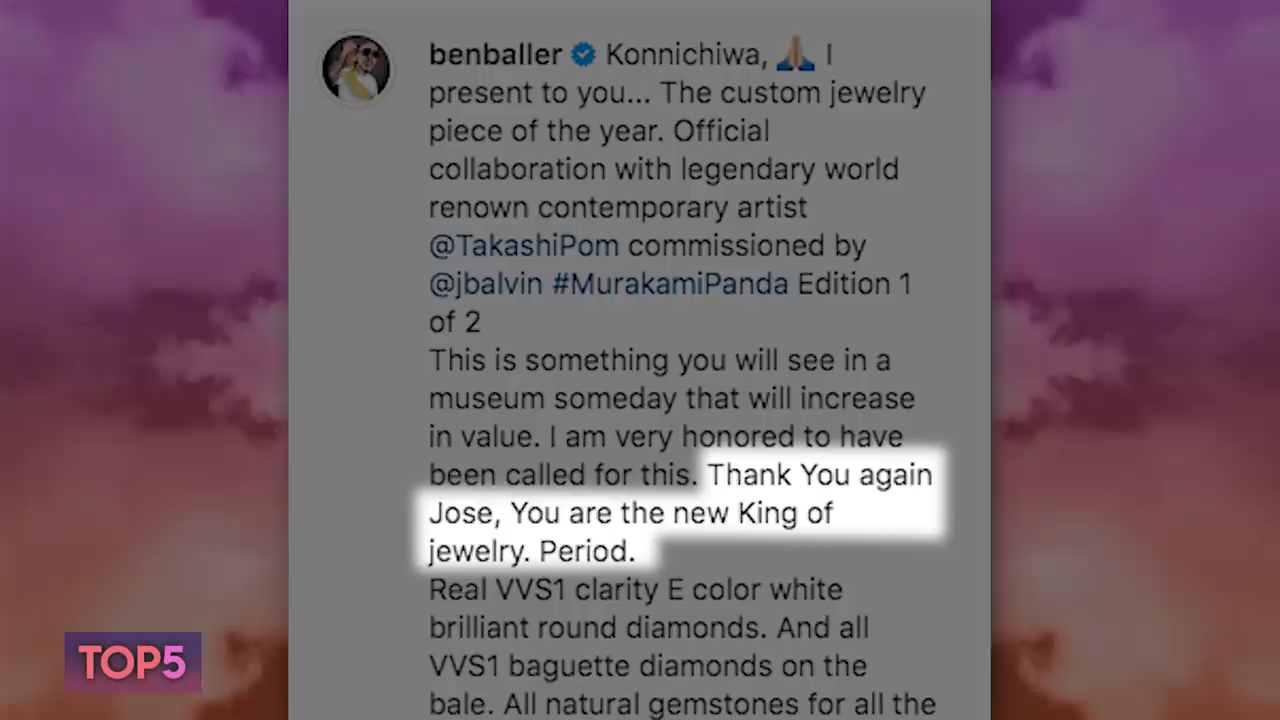 benballer Konnichiwa, 🙏🏼 I
present to you... The custom jewelry
piece of the year. Official
collaboration with legendary world
renown contemporary artist
@TakashiPom commissioned by
@jbalvin #MurakamiPanda Edition 1
of 2
This is something you will see in a
museum someday that will increase
in value. I am very honored to have
been called for this. Thank You again
Jose, You are the new King of
jewelry. Period.
Real VVS1 clarity E color white
brilliant round diamonds. And all
VVS1 baguette diamonds on the
bale. All natural gemstones for all the
TOP5